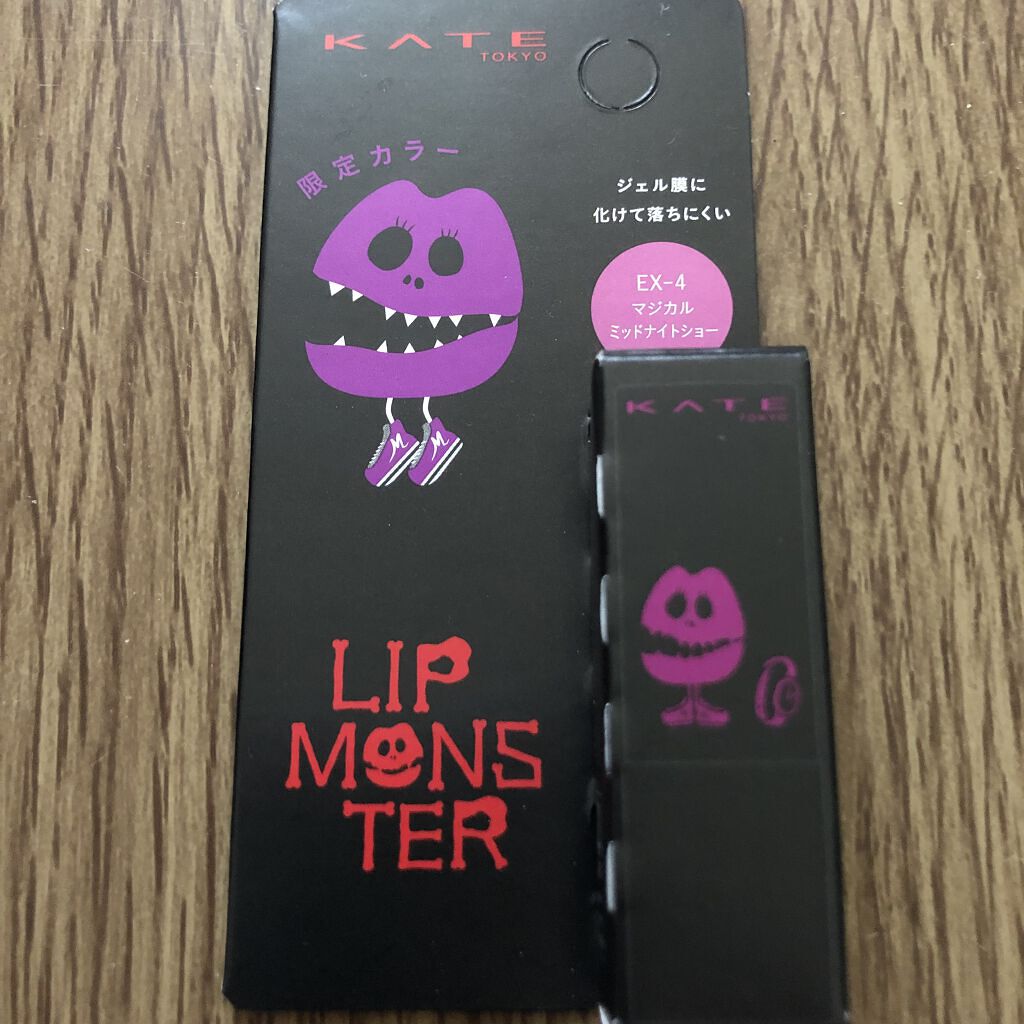 KATE
TOKYO
限定カラー
ジェル膜に
化けて落ちにくい
EX-4
マジカル
ミッドナイトショー
M M
LIP
MONS
TER
KATE
TOKYO